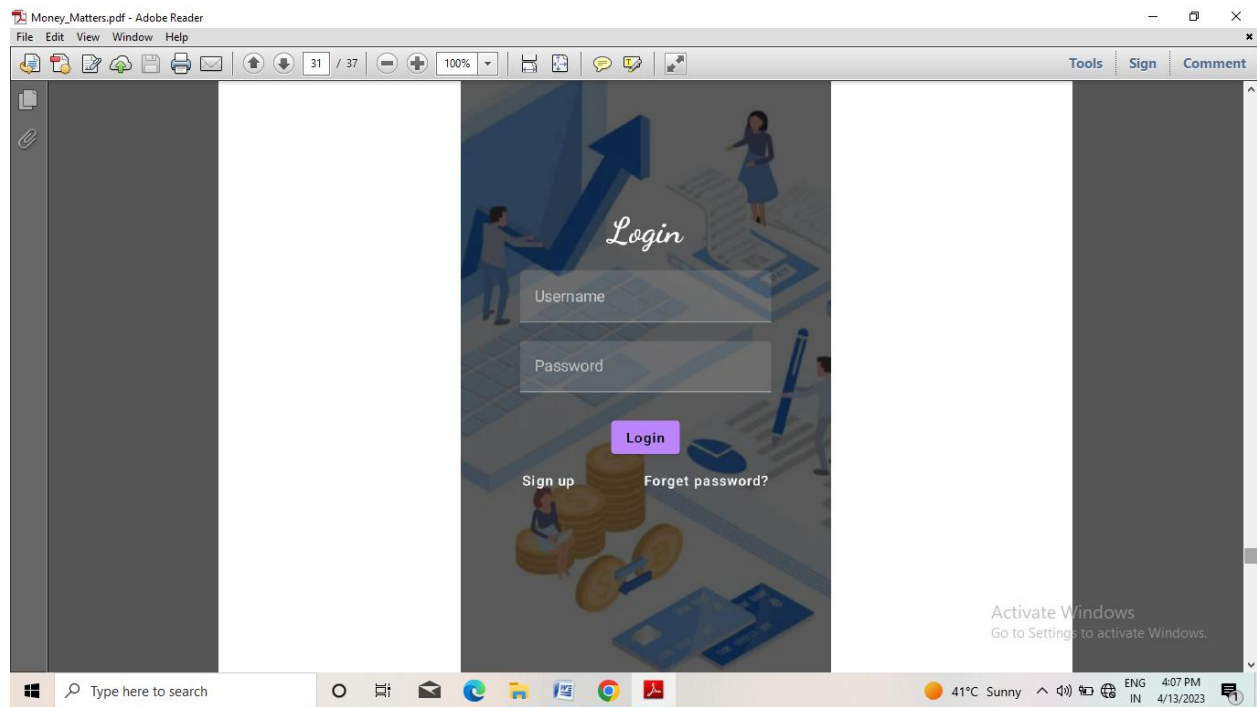 Money_Matters.pdf - Adobe Reader
File Edit View Window Help
31 / 37 100% Tools Sign Comment
Login
Username
Password
Login
Sign up Forget password?
Activate Windows
Go to Settings to activate Windows.
Type here to search 41°C Sunny ENG 4:07 PM
IN 4/13/2023 1